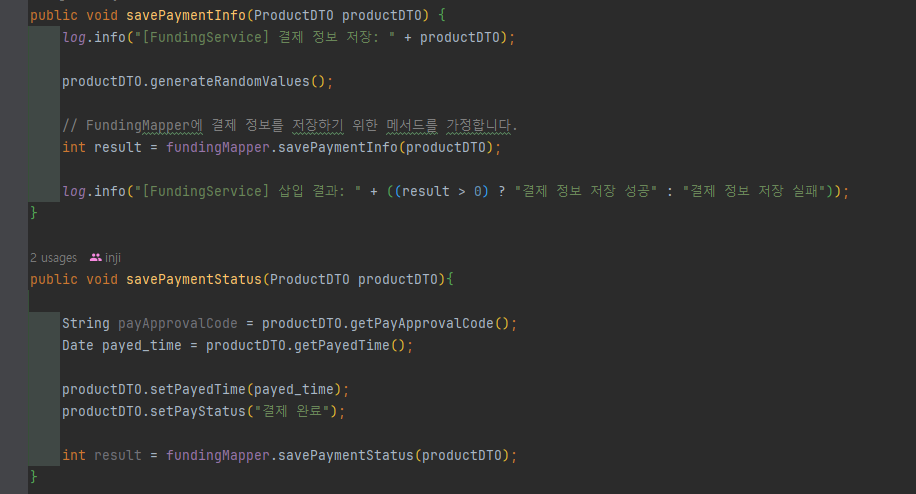 public void savePaymentInfo(ProductDTO productDTO) {
log.info("[FundingService] 결제 정보 저장: " + productDTO);
productDTO.generateRandomValues();
// FundingMapper에 결제 정보를 저장하기 위한 메서드를 가정합니다.
int result = fundingMapper.savePaymentInfo(productDTO);
log.info("[FundingService] 삽입 결과: " + ((result > 0) ? "결제 정보 저장 성공" : "결제 정보 저장 실패"));
}
2 usages inji
public void savePaymentStatus(ProductDTO productDTO){
String payApprovalCode = productDTO.getPayApprovalCode();
Date payed_time = productDTO.getPayedTime();
productDTO.setPayedTime(payed_time);
productDTO.setPayStatus("결제 완료");
int result = fundingMapper.savePaymentStatus(productDTO);
}